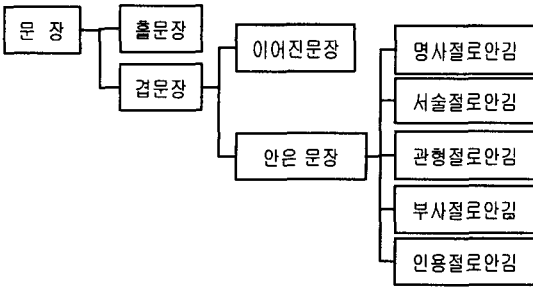 문 장
홑문장
겹문장
이어진문장
안은 문장
명사절로안김
서술절로안김
관형절로안김
부사절로안김
인용절로안김